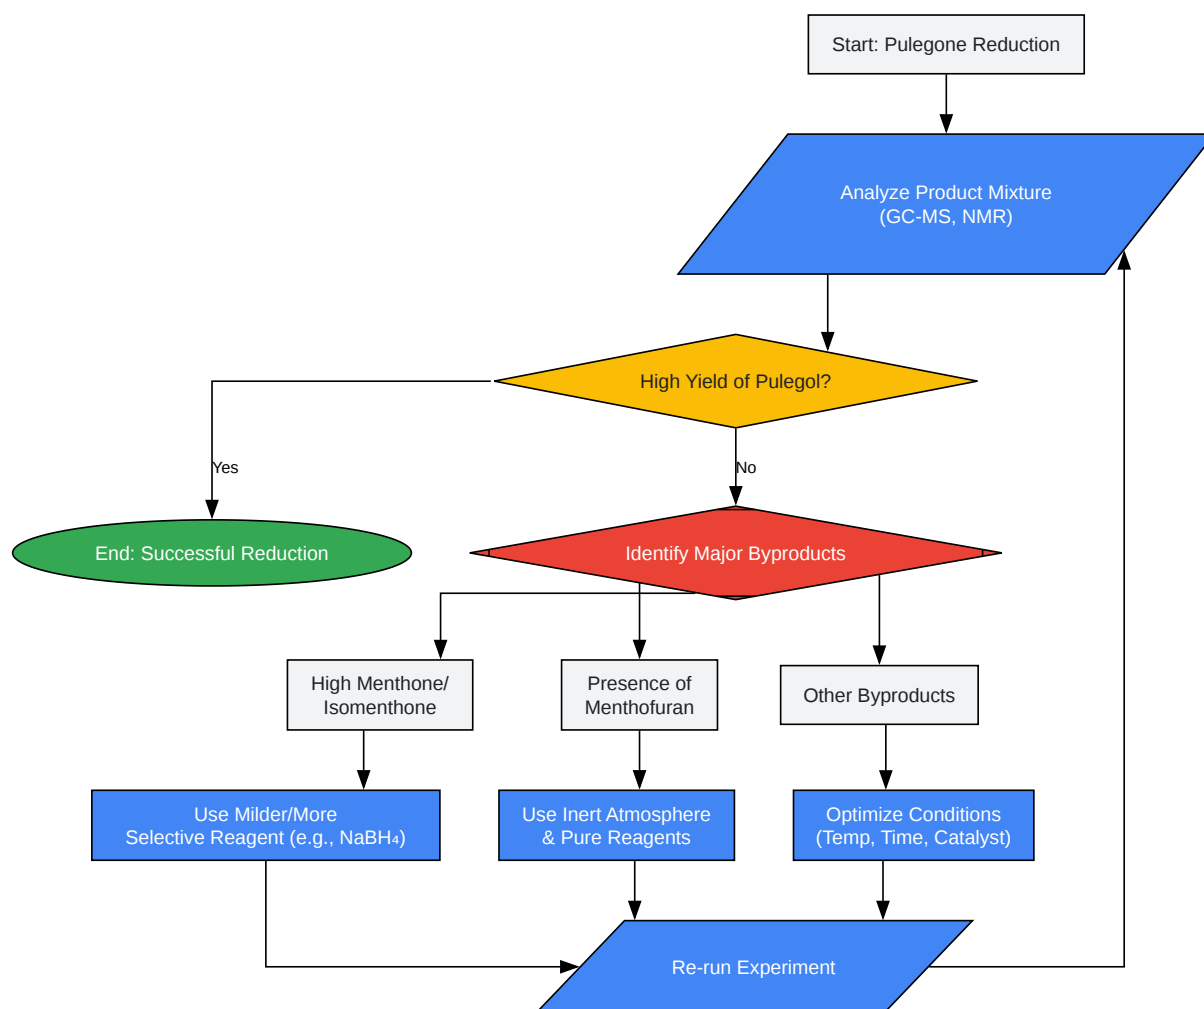 Start: Pulegone Reduction
Analyze Product Mixture
(GC-MS, NMR)
High Yield of Pulegol?
Yes
No
End: Successful Reduction
Identify Major Byproducts
High Menthone/
Isomenthone
Presence of
Menthofuran
Other Byproducts
Use Milder/More
Selective Reagent (e.g., NaBH₄)
Use Inert Atmosphere
& Pure Reagents
Optimize Conditions
(Temp, Time, Catalyst)
Re-run Experiment